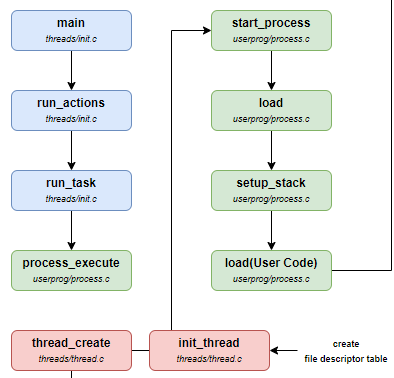 main
threads/init.c
run_actions
threads/init.c
run_task
threads/init.c
process_execute
userprog/process.c
thread_create
threads/thread.c
init_thread
threads/thread.c
create
file descriptor table
start_process
userprog/process.c
load
userprog/process.c
setup_stack
userprog/process.c
load(User Code)
userprog/process.c